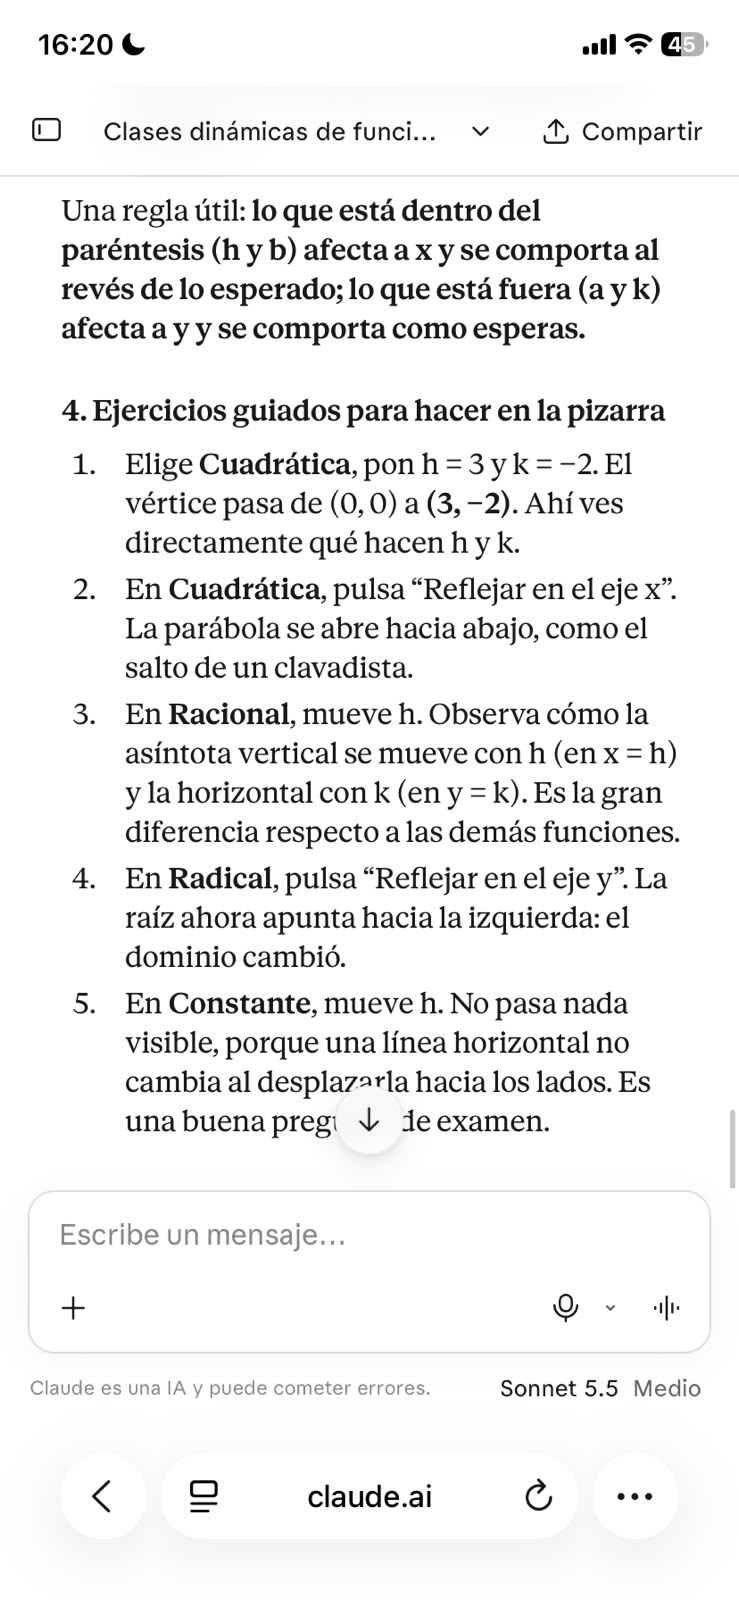 16:20
45
Clases dinámicas de funci...
Compartir
Una regla útil: lo que está dentro del
paréntesis (h y b) afecta a x y se comporta al
revés de lo esperado; lo que está fuera (a y k)
afecta a y y se comporta como esperas.
4. Ejercicios guiados para hacer en la pizarra
1. Elige Cuadrática, pon h = 3 y k = −2. El
vértice pasa de (0, 0) a (3, −2). Ahí ves
directamente qué hacen h y k.
2. En Cuadrática, pulsa “Reflejar en el eje x”.
La parábola se abre hacia abajo, como el
salto de un clavadista.
3. En Racional, mueve h. Observa cómo la
asíntota vertical se mueve con h (en x = h)
y la horizontal con k (en y = k). Es la gran
diferencia respecto a las demás funciones.
4. En Radical, pulsa “Reflejar en el eje y”. La
raíz ahora apunta hacia la izquierda: el
dominio cambió.
5. En Constante, mueve h. No pasa nada
visible, porque una línea horizontal no
cambia al desplazarla hacia los lados. Es
una buena de examen.
Escribe un mensaje...
Claude es una IA y puede cometer errores.
Sonnet 5.5 Medio
claude.ai